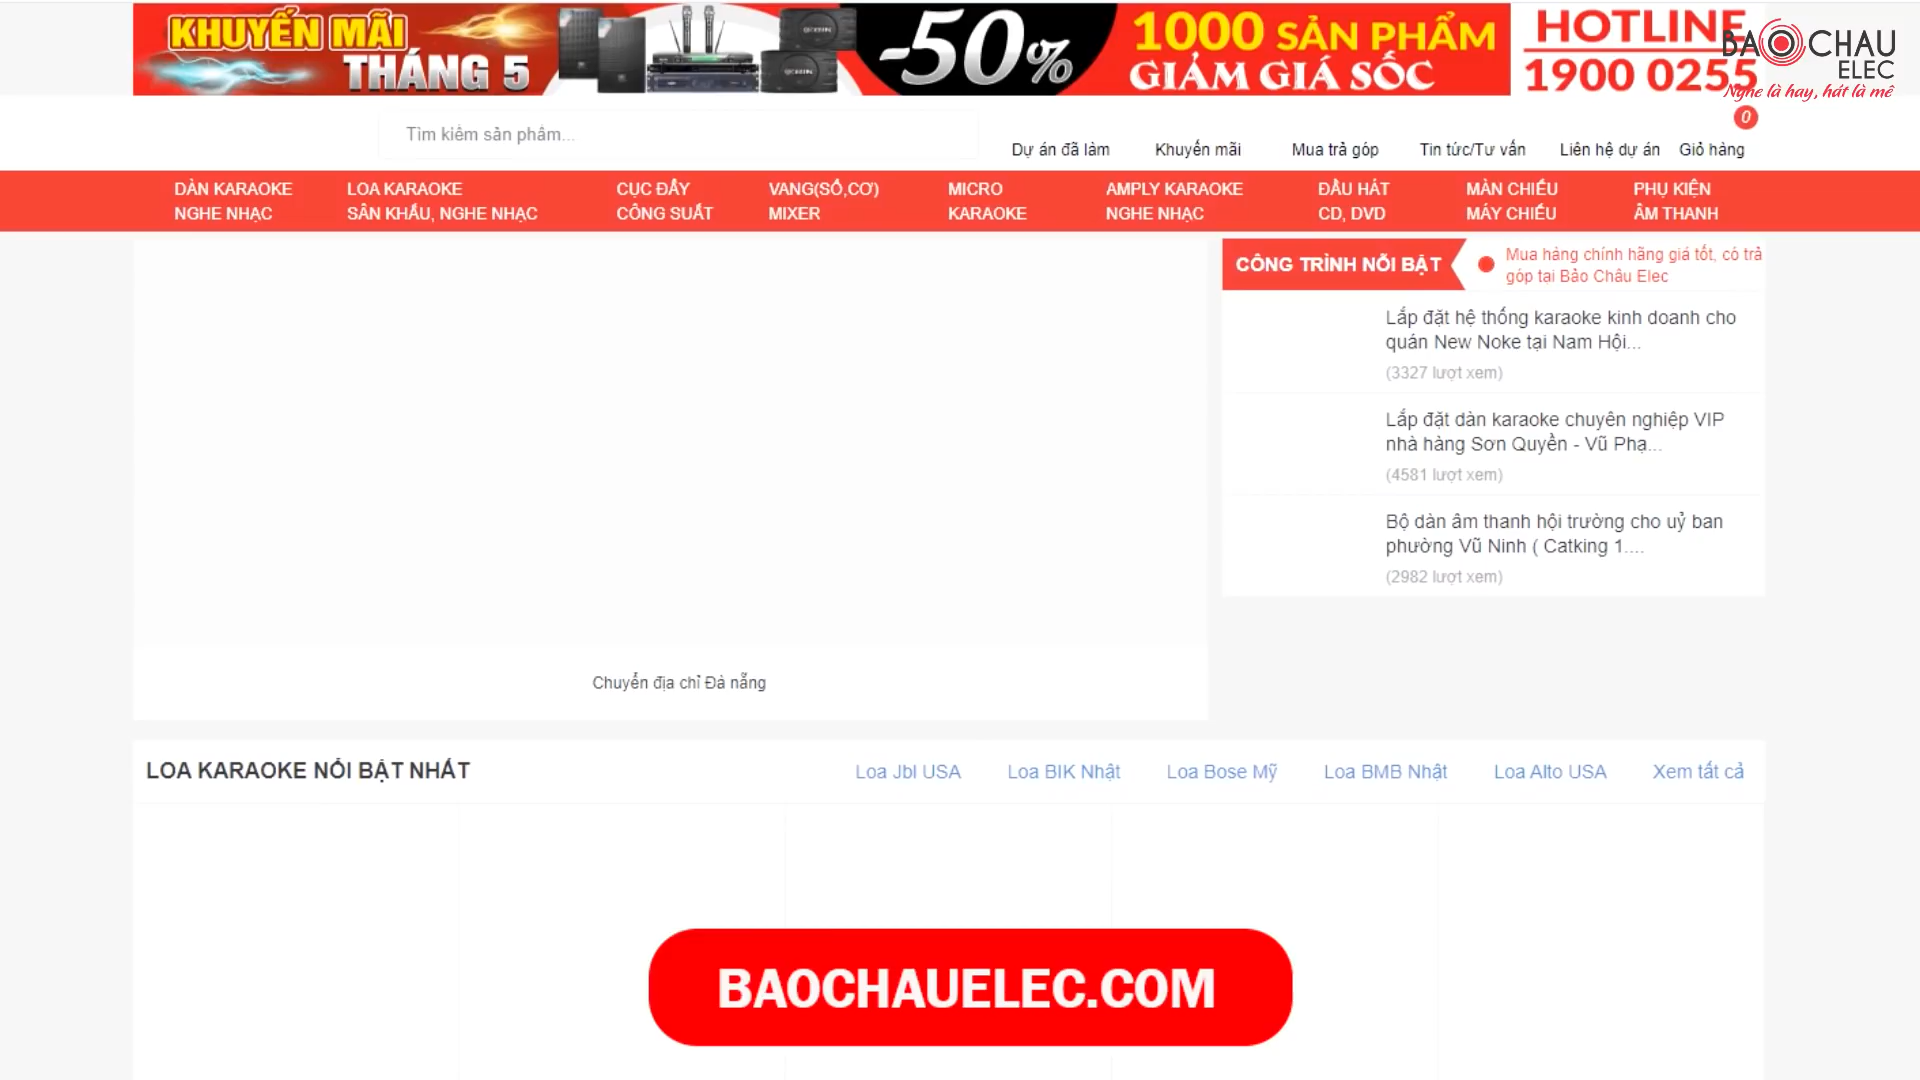 KHUYẾN MÃI
THÁNG 5
-50%
1000 SẢN PHẨM
GIẢM GIÁ SỐC
HOTLINE
1900 0255
BAO CHAU
ELEC
Nghe là hay, hát là mê
Tìm kiếm sản phẩm...
0
Dự án đã làm
Khuyến mãi
Mua trả góp
Tin tức/Tư vấn
Liên hệ dự án
Giỏ hàng
DÀN KARAOKE
NGHE NHẠC
LOA KARAOKE
SÂN KHẤU, NGHE NHẠC
CỤC ĐẨY
CÔNG SUẤT
VANG(SỐ,CƠ)
MIXER
MICRO
KARAOKE
AMPLY KARAOKE
NGHE NHẠC
ĐẦU HÁT
CD, DVD
MÀN CHIẾU
MÁY CHIẾU
PHỤ KIỆN
ÂM THANH
CÔNG TRÌNH NỔI BẬT
Mua hàng chính hãng giá tốt, có trả
góp tại Bảo Châu Elec
Lắp đặt hệ thống karaoke kinh doanh cho
quán New Noke tại Nam Hội...
(3327 lượt xem)
Lắp đặt dàn karaoke chuyên nghiệp VIP
nhà hàng Sơn Quyền - Vũ Phạ...
(4581 lượt xem)
Bộ dàn âm thanh hội trường cho uỷ ban
phường Vũ Ninh ( Catking 1....
(2982 lượt xem)
Chuyển địa chỉ Đà nẵng
LOA KARAOKE NỔI BẬT NHẤT
Loa Jbl USA
Loa BIK Nhật
Loa Bose Mỹ
Loa BMB Nhật
Loa Alto USA
Xem tất cả
BAOCHAUELEC.COM